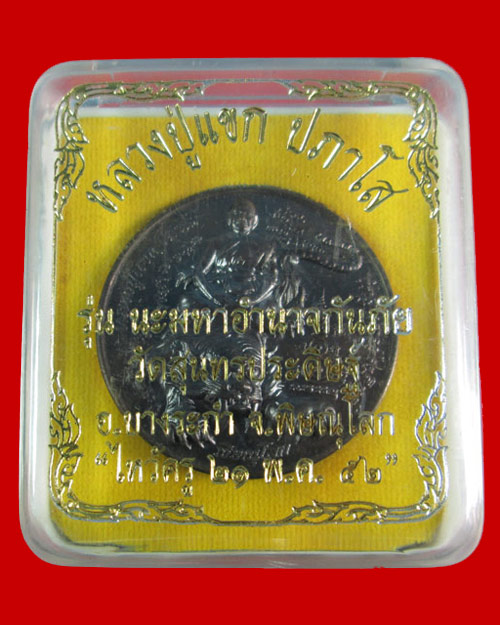 หลวงปู่แขก ปภาโส
รุ่น นะมหาอำนาจกันภัย
วัดสุนทรประดิษฐ์
อ.บางระกำ จ.พิษณุโลก
“ไหว้ครู ๒๑ พ.ค. ๕๒”